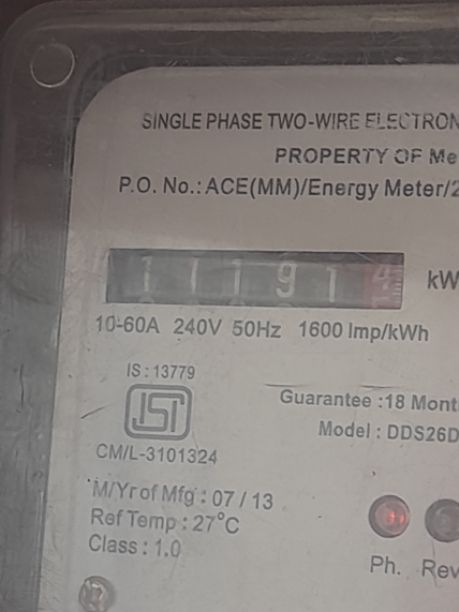 SINGLE PHASE TWO-WIRE ELECTRON
PROPERTY OF Me
P.O. No.: ACE(MM)/Energy Meter/2
111914 kW
10-60A 240V 50Hz 1600 Imp/kWh
IS : 13779
ISI
CM/L-3101324
Guarantee :18 Mont
Model : DDS26D
M/Yr of Mfg : 07 / 13
Ref Temp : 27°C
Class : 1.0
Ph. Rev